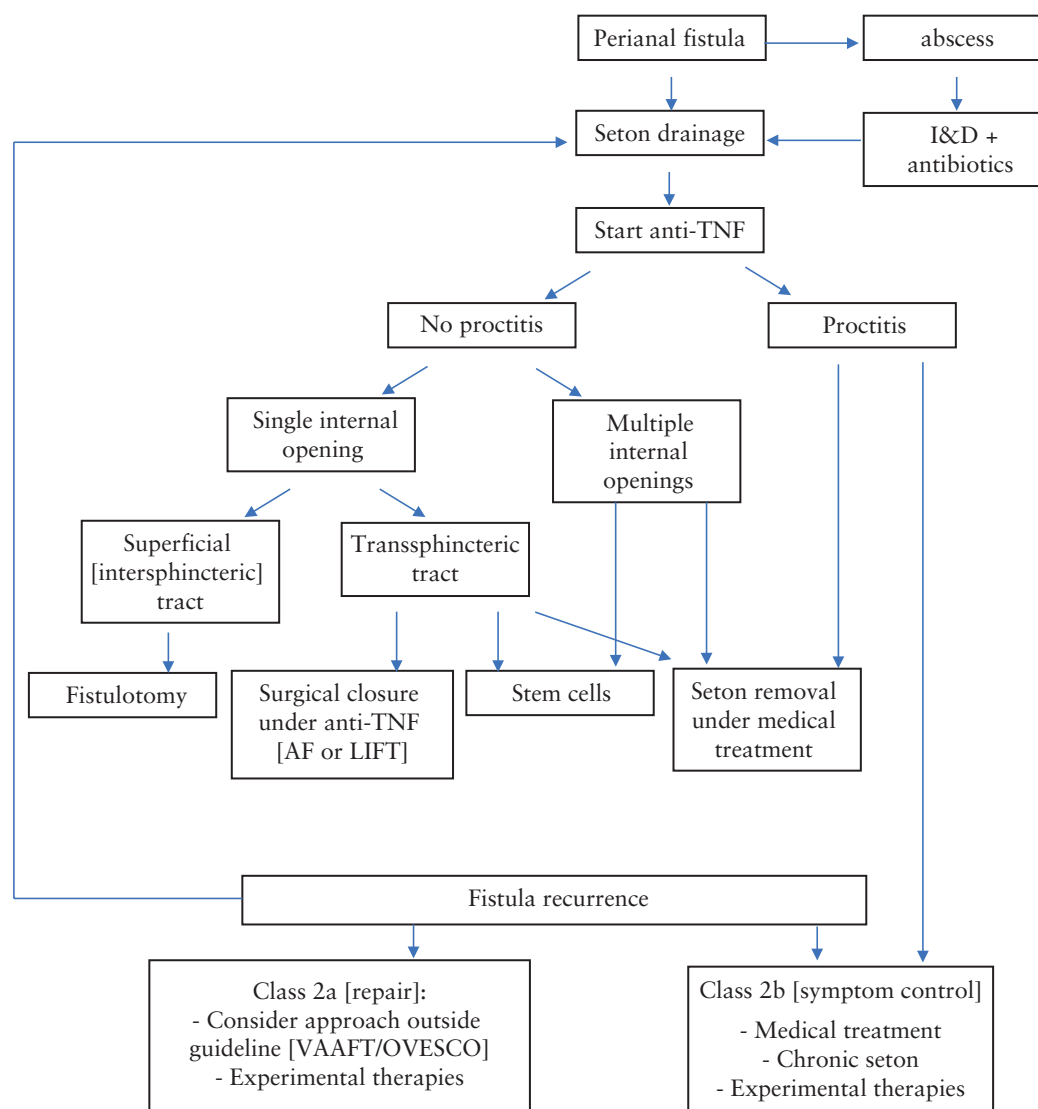 Perianal fistula
abscess
Seton drainage
I&D +
antibiotics
Start anti-TNF
No proctitis
Proctitis
Single internal
opening
Multiple
internal
openings
Superficial
[intersphincteric]
tract
Transsphincteric
tract
Fistulotomy
Surgical closure
under anti-TNF
[AF or LIFT]
Stem cells
Seton removal
under medical
treatment
Fistula recurrence
Class 2a [repair]:
- Consider approach outside
guideline [VAAFT/OVESCO]
- Experimental therapies
Class 2b [symptom control]
- Medical treatment
- Chronic seton
- Experimental therapies